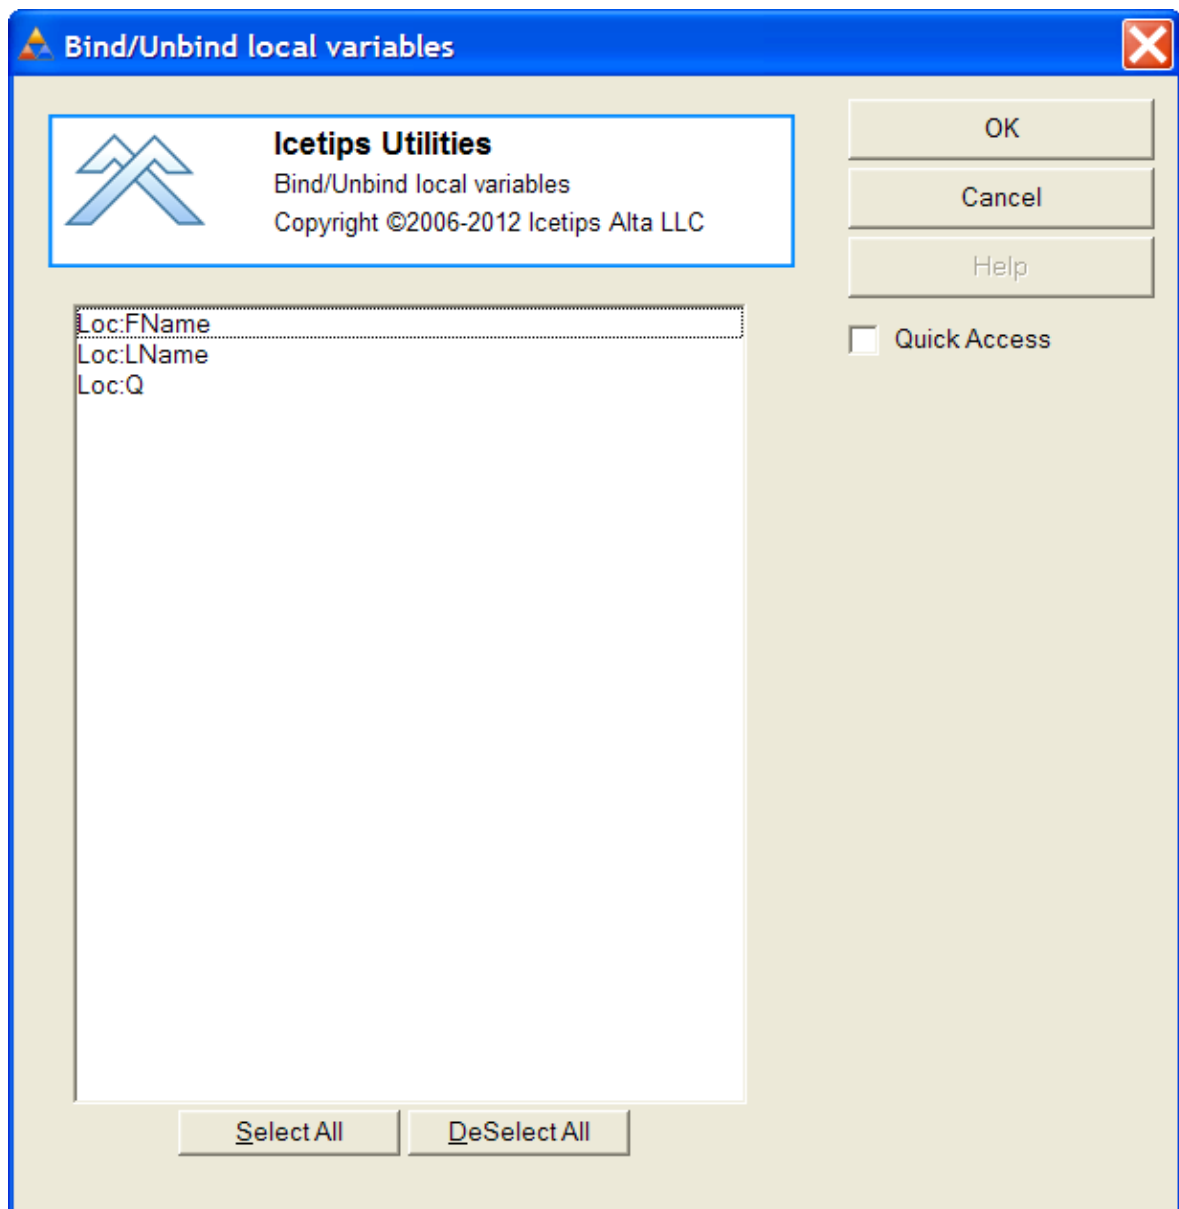 Bind/Unbind local variables
Icetips Utilities
Bind/Unbind local variables
Copyright ©2006-2012 Icetips Alta LLC
OK
Cancel
Help
Quick Access
Loc:FName
Loc:LName
Loc:Q
Select All
DeSelect All